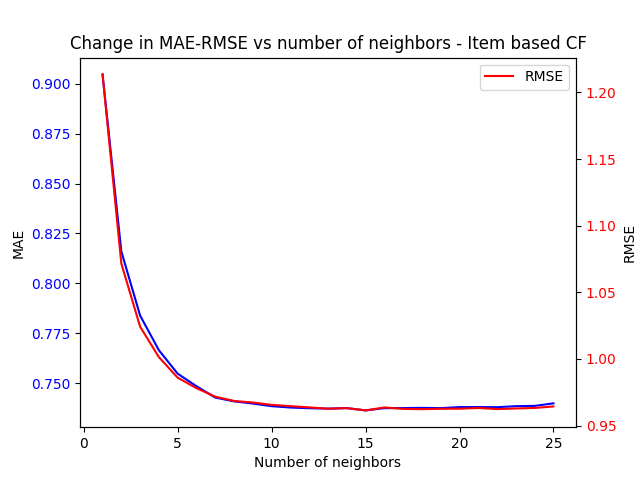 Change in MAE-RMSE vs number of neighbors - Item based CF
RMSE
0.900
0.875
0.850
0.825
0.800
0.775
0.750
MAE
1.20
1.15
1.10
1.05
1.00
0.95
RMSE
0 5 10 15 20 25
Number of neighbors